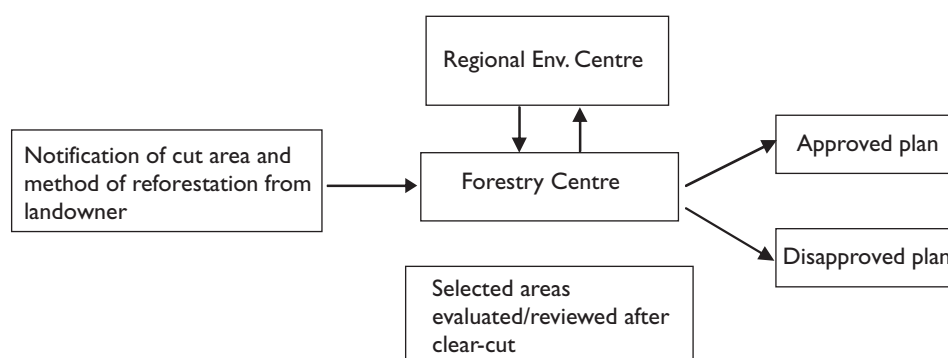 Regional Env. Centre
Notification of cut area and
method of reforestation from
landowner
Forestry Centre
Approved plan
Disapproved plan
Selected areas
evaluated/reviewed after
clear-cut